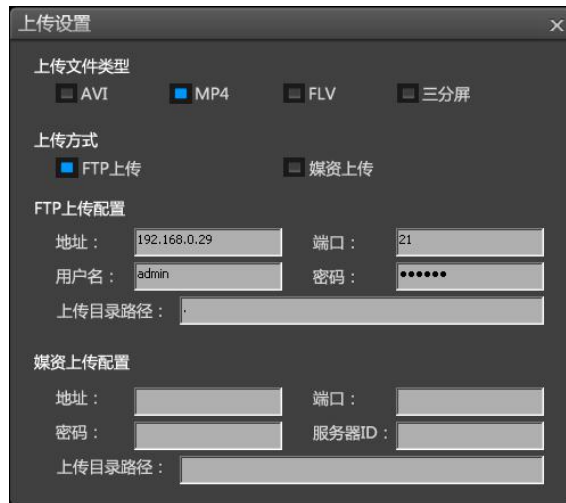 上传设置
上传文件类型
AVI MP4 FLV 三分屏
上传方式
FTP上传 媒资上传
FTP上传配置
地址： 192.168.0.29 端口： 21
用户名： admin 密码： ●●●●●●
上传目录路径： .
媒资上传配置
地址： 端口：
密码： 服务器ID：
上传目录路径：